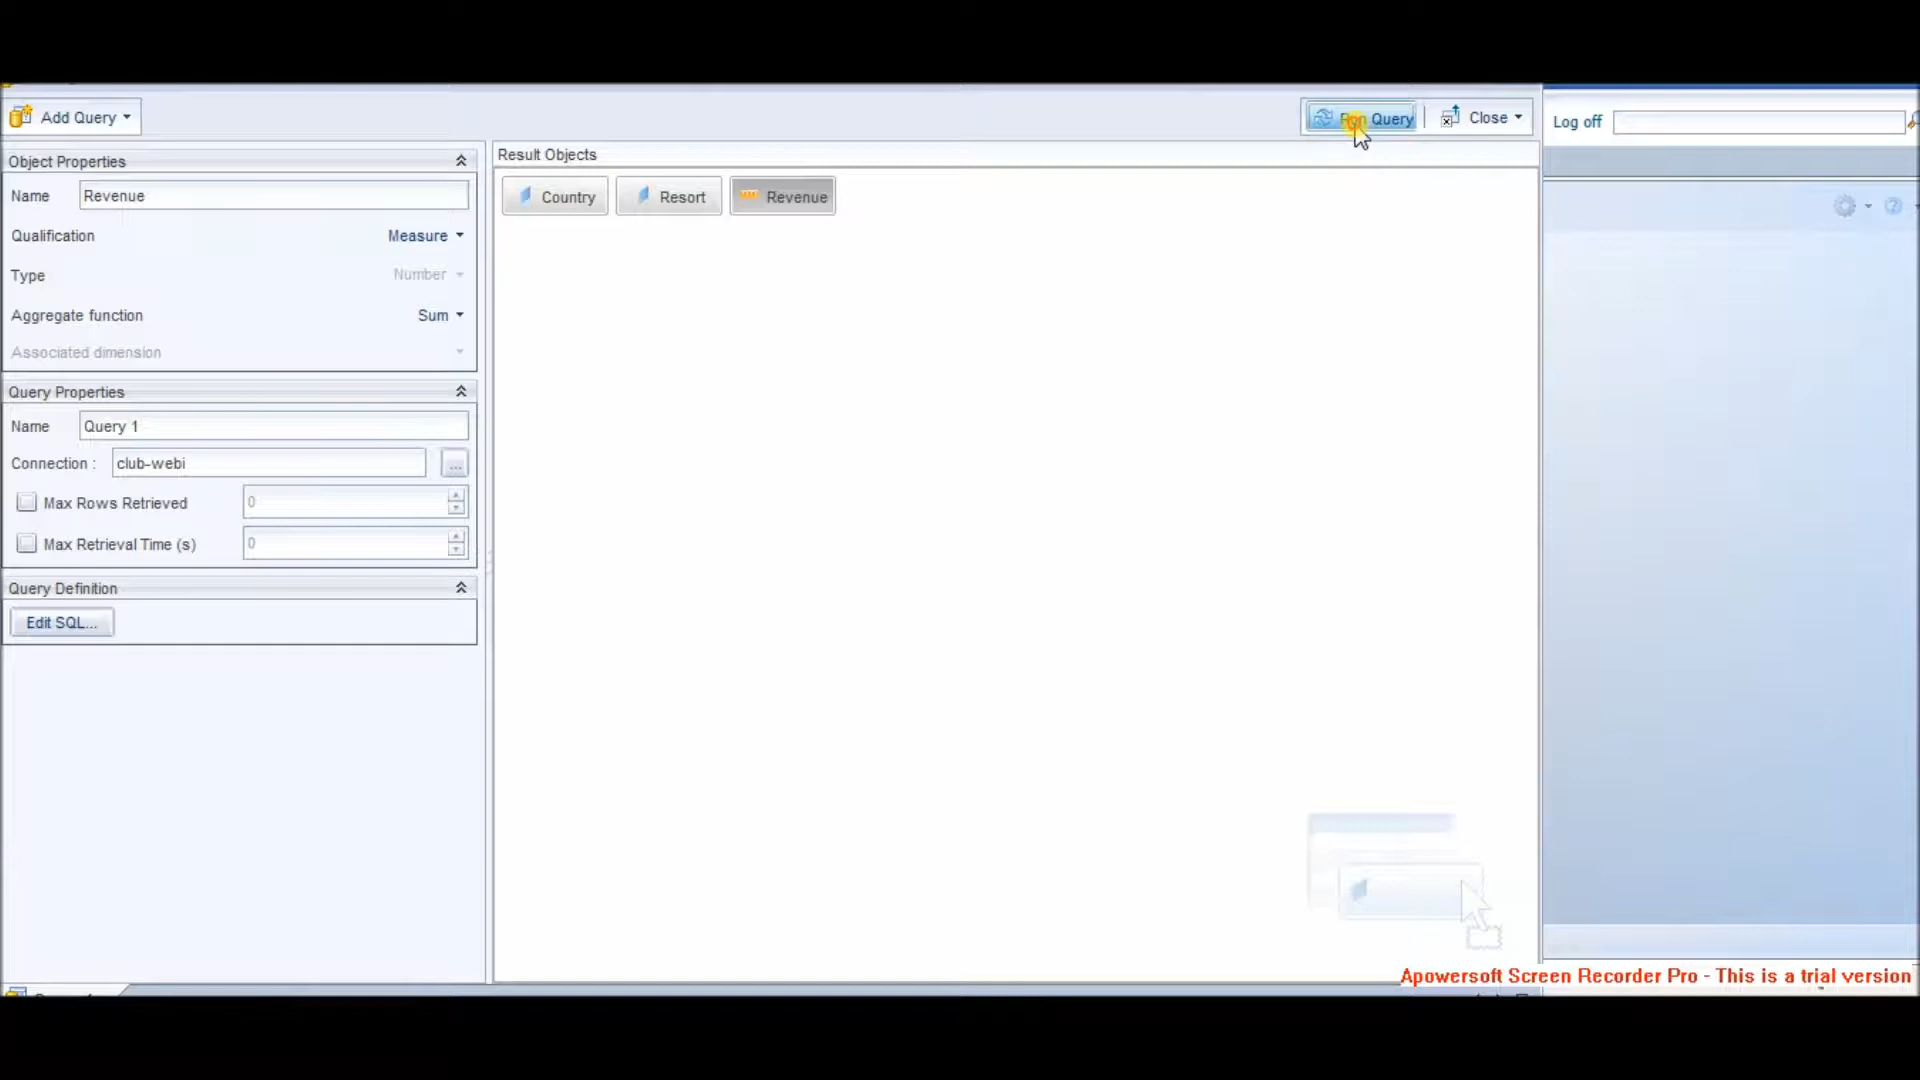 Add Query
Run Query
Close
Log off
Object Properties
Name Revenue
Qualification Measure
Type Number
Aggregate function Sum
Associated dimension
Query Properties
Name Query 1
Connection : club-webi ...
Max Rows Retrieved 0
Max Retrieval Time (s) 0
Query Definition
Edit SQL...
Result Objects
Country Resort Revenue
Apowersoft Screen Recorder Pro - This is a trial version